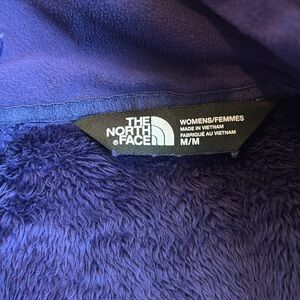 THE
NORTH
®FACE
WOMENS/FEMMES
MADE IN VIETNAM
FABRIQUÉ AU VIETNAM
M/M